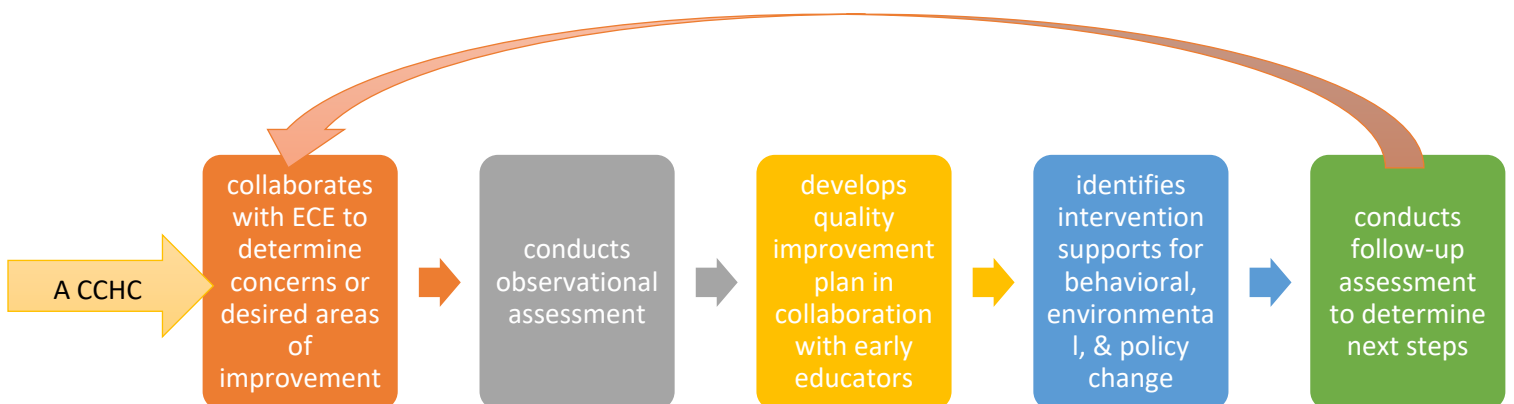 A CCHC
collaborates
with ECE to
determine
concerns or
desired areas
of
improvement
conducts
observational
assessment
develops
quality
improvement
plan in
collaboration
with early
educators
identifies
intervention
supports for
behavioral,
environmenta
l, & policy
change
conducts
follow-up
assessment
to determine
next steps